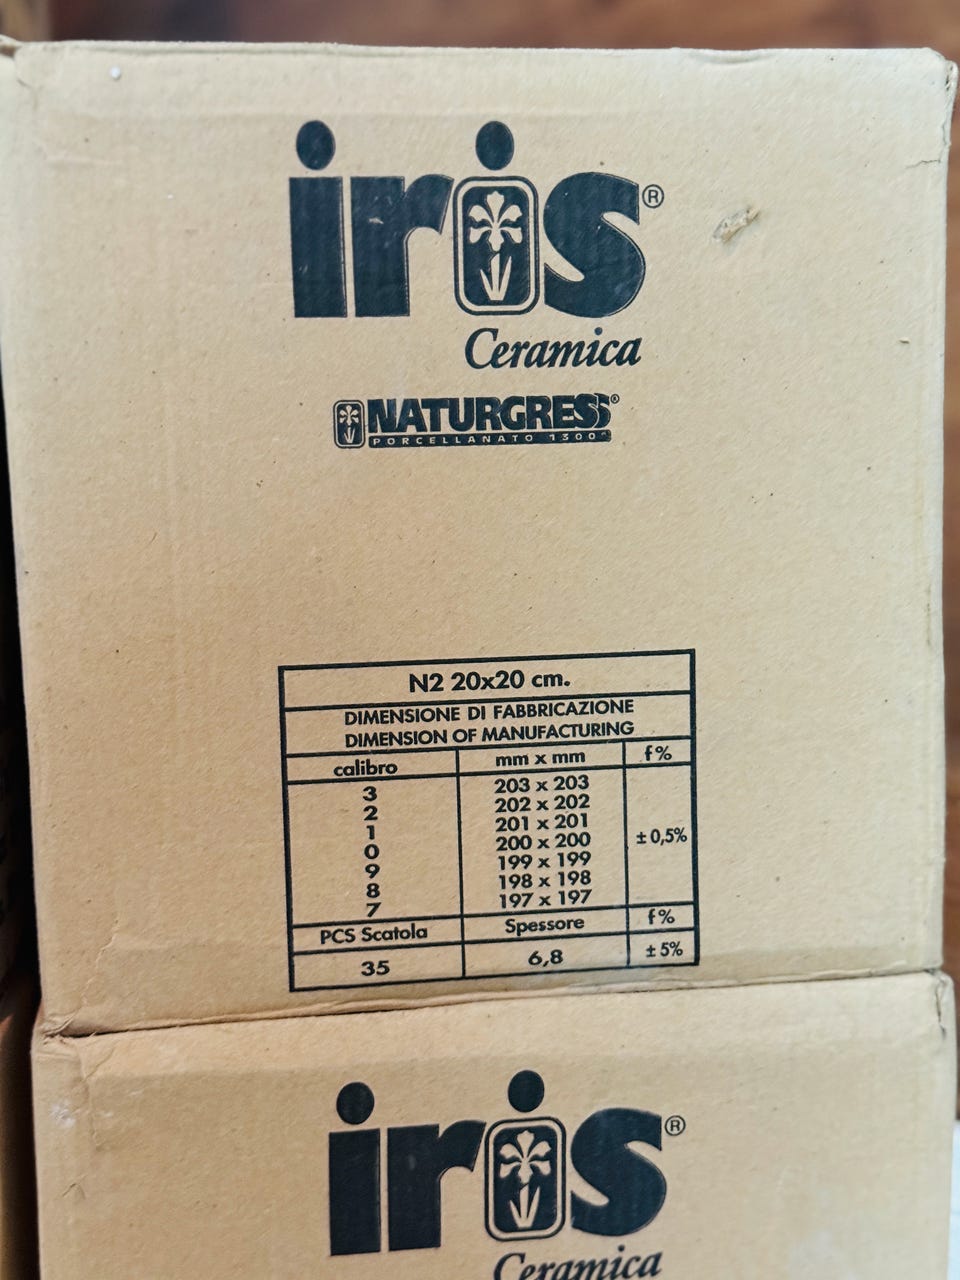 iris®
Ceramica
NATURGRESS®
PORCELLANATO 1300°
N2 20x20 cm.
DIMENSIONE DI FABBRICAZIONE
DIMENSION OF MANUFACTURING
calibro mm x mm f%
3 203 x 203
2 202 x 202
1 201 x 201
0 200 x 200 ± 0,5%
9 199 x 199
8 198 x 198
7 197 x 197
PCS Scatola Spessore f%
35 6,8 ± 5%
iris®
Ceramica